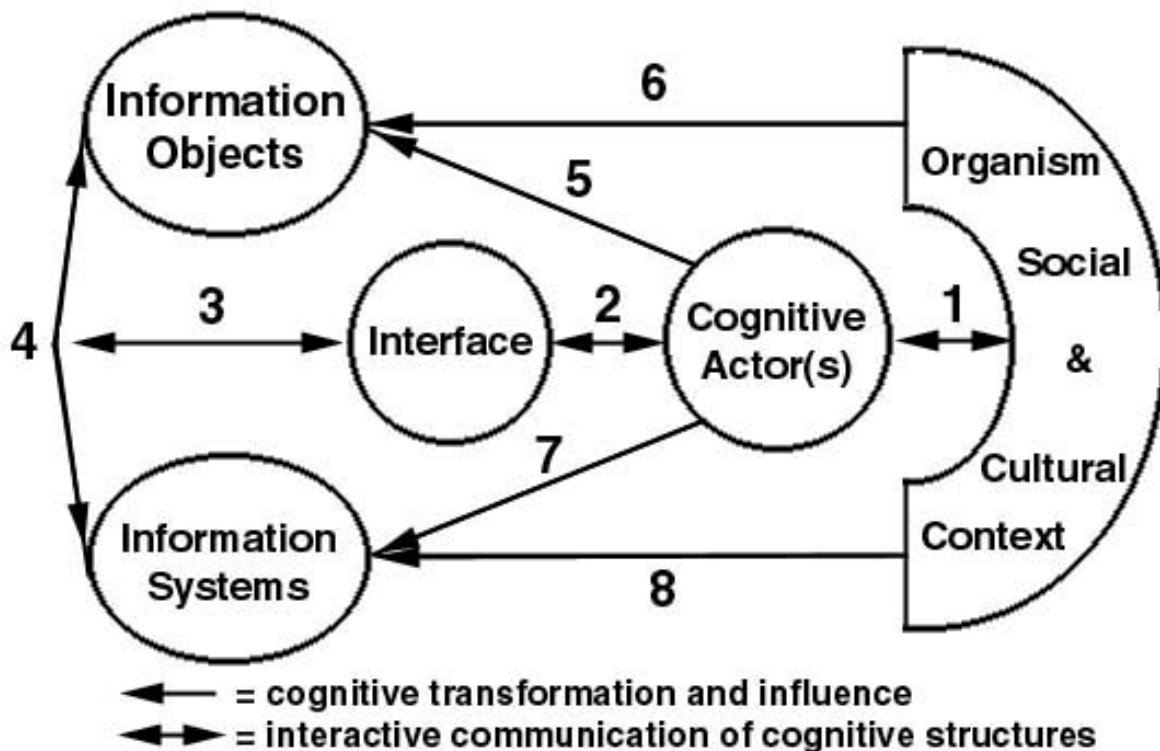 Information
Objects
6
5
Organism
Social
&
Cultural
Context
4
3
Interface
2
Cognitive
Actor(s)
1
7
Information
Systems
8
= cognitive transformation and influence
= interactive communication of cognitive structures